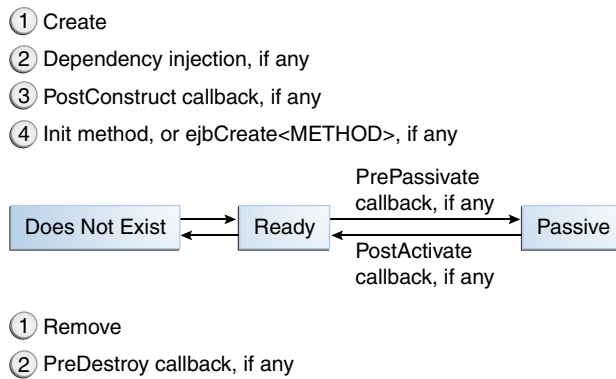 1 Create
2 Dependency injection, if any
3 PostConstruct callback, if any
4 Init method, or ejbCreate<METHOD>, if any
PrePassivate
callback, if any
Does Not Exist
Ready
Passive
PostActivate
callback, if any
1 Remove
2 PreDestroy callback, if any